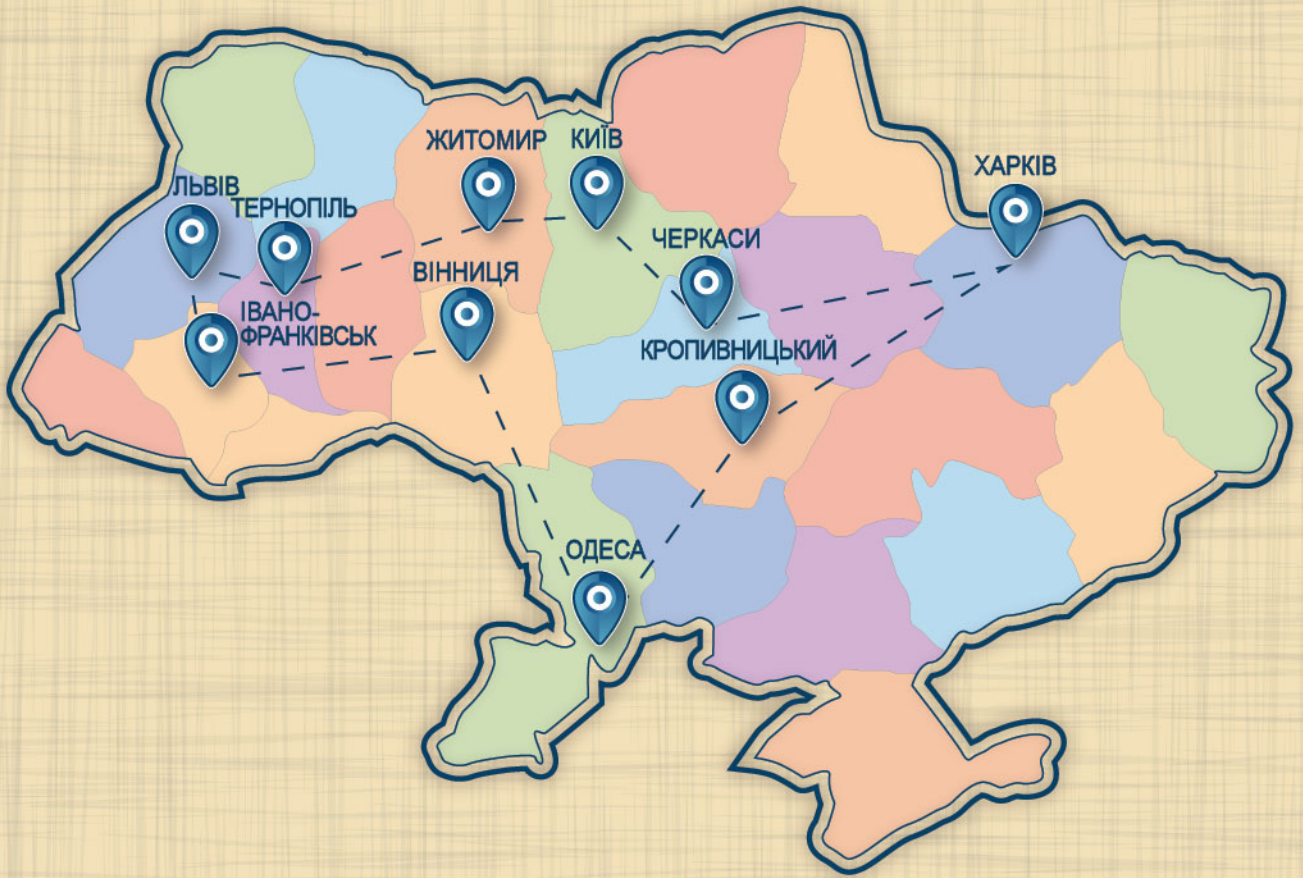 ЖИТОМИР
КИЇВ
ХАРКІВ
ЛЬВІВ
ТЕРНОПІЛЬ
ЧЕРКАСИ
ВІННИЦЯ
ІВАНО-
ФРАНКІВСЬК
КРОПИВНИЦЬКИЙ
ОДЕСА